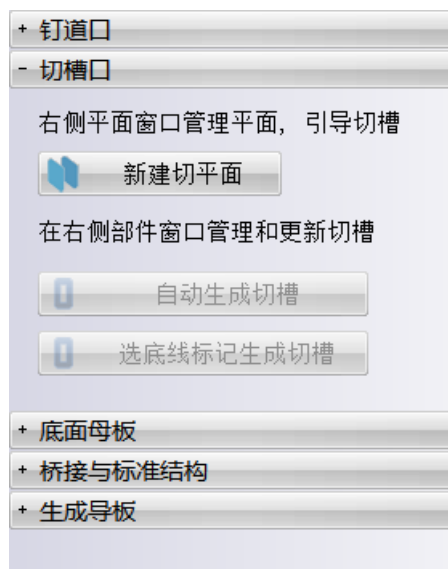 + 钉道口
- 切槽口
右侧平面窗口管理平面, 引导切槽
新建切平面
在右侧部件窗口管理和更新切槽
自动生成切槽
选底线标记生成切槽
+ 底面母板
+ 桥接与标准结构
+ 生成导板